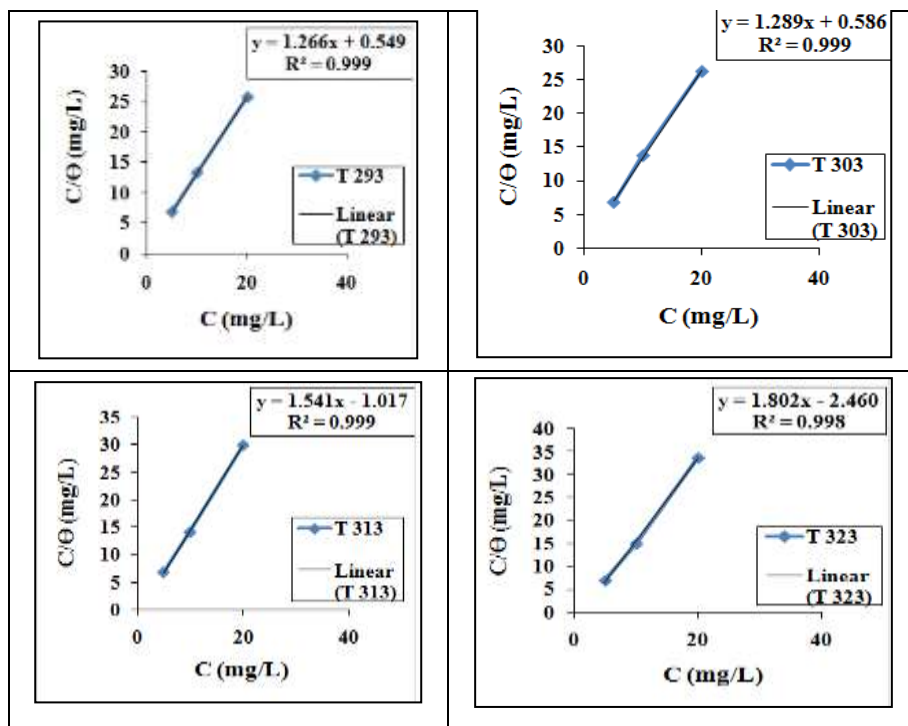 y = 1.266x + 0.549
R² = 0.999
C/Ө (mg/L)
30
25
20
15
10
5
0
0
20
40
C (mg/L)
T 293
Linear
(T 293)
y = 1.289x + 0.586
R² = 0.999
C/Ө (mg/L)
30
25
20
15
10
5
0
0
20
40
C (mg/L)
T 303
Linear
(T 303)
y = 1.541x - 1.017
R² = 0.999
C/Ө (mg/L)
35
30
25
20
15
10
5
0
0
20
40
C (mg/L)
T 313
Linear
(T 313)
y = 1.802x - 2.460
R² = 0.998
C/Ө (mg/L)
40
35
30
25
20
15
10
5
0
0
20
40
C (mg/L)
T 323
Linear
(T 323)